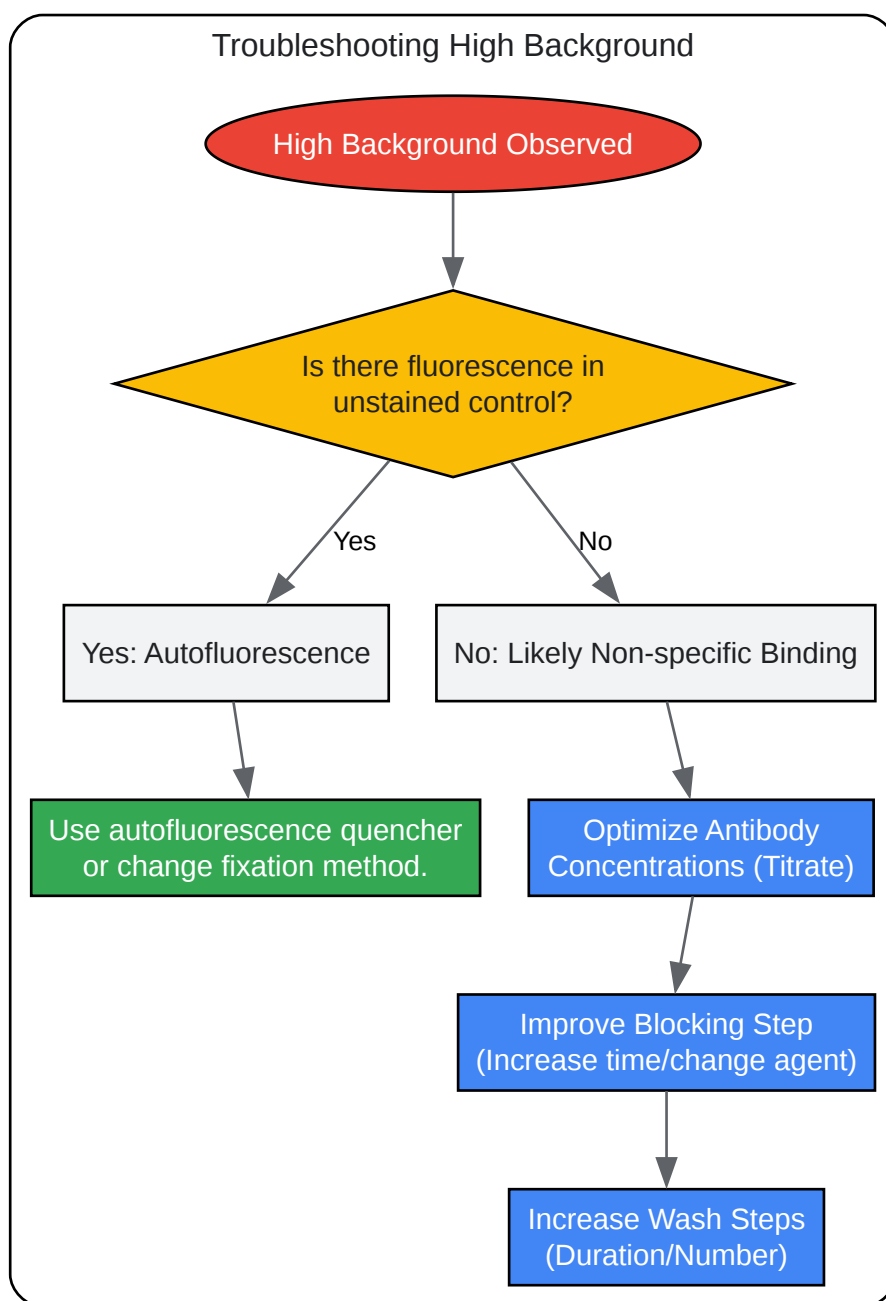 Troubleshooting High Background
High Background Observed
Is there fluorescence in
unstained control?
Yes
No
Yes: Autofluorescence
No: Likely Non-specific Binding
Use autofluorescence quencher
or change fixation method.
Optimize Antibody
Concentrations (Titrate)
Improve Blocking Step
(Increase time/change agent)
Increase Wash Steps
(Duration/Number)